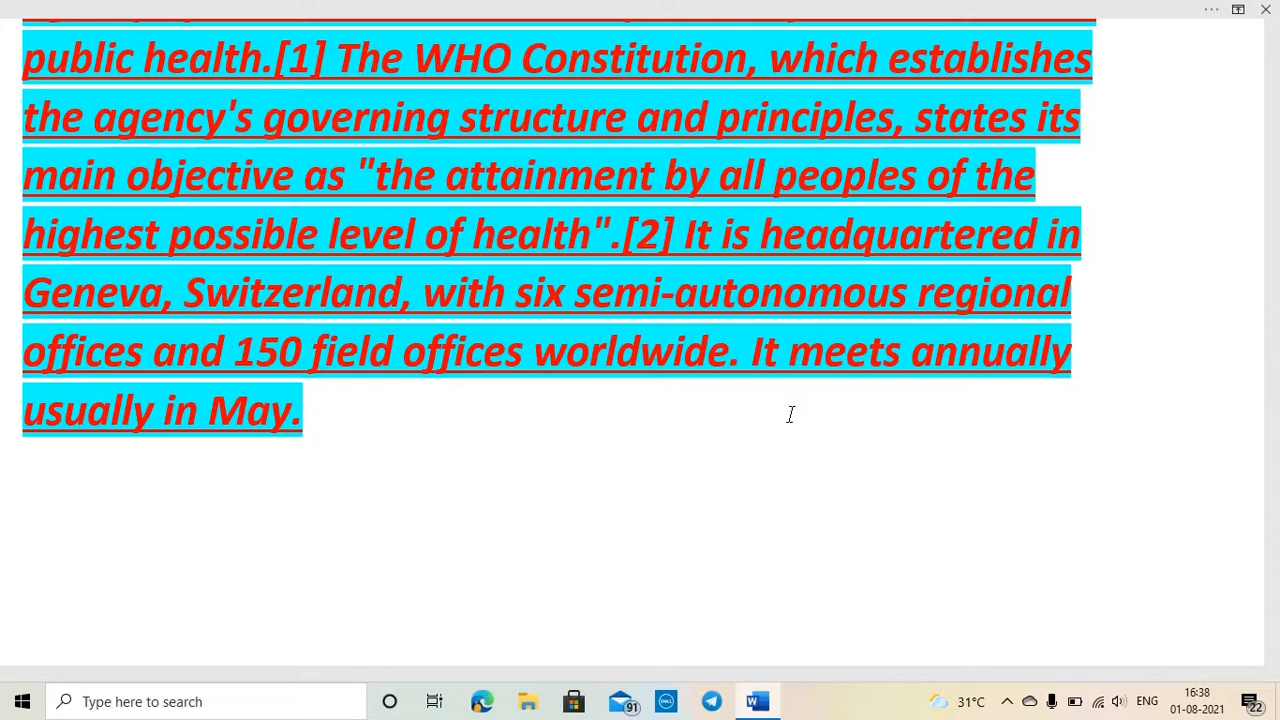 public health.[1] The WHO Constitution, which establishes
the agency's governing structure and principles, states its
main objective as "the attainment by all peoples of the
highest possible level of health".[2] It is headquartered in
Geneva, Switzerland, with six semi-autonomous regional
offices and 150 field offices worldwide. It meets annually
usually in May.
Type here to search
91
DELL
31°C
ENG
16:38
01-08-2021
22